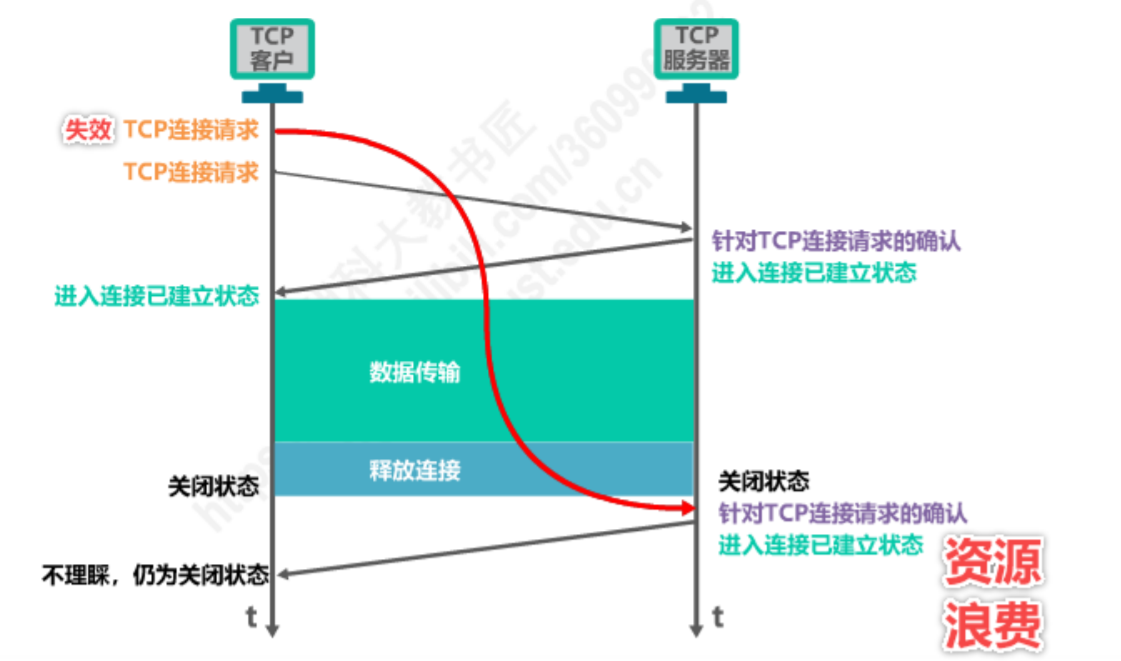 TCP
客户
TCP
服务器
失效 TCP连接请求
TCP连接请求
针对TCP连接请求的确认
进入连接已建立状态
进入连接已建立状态
数据传输
释放连接
关闭状态
关闭状态
针对TCP连接请求的确认
进入连接已建立状态
不理睬，仍为关闭状态
资源
浪费
t
t